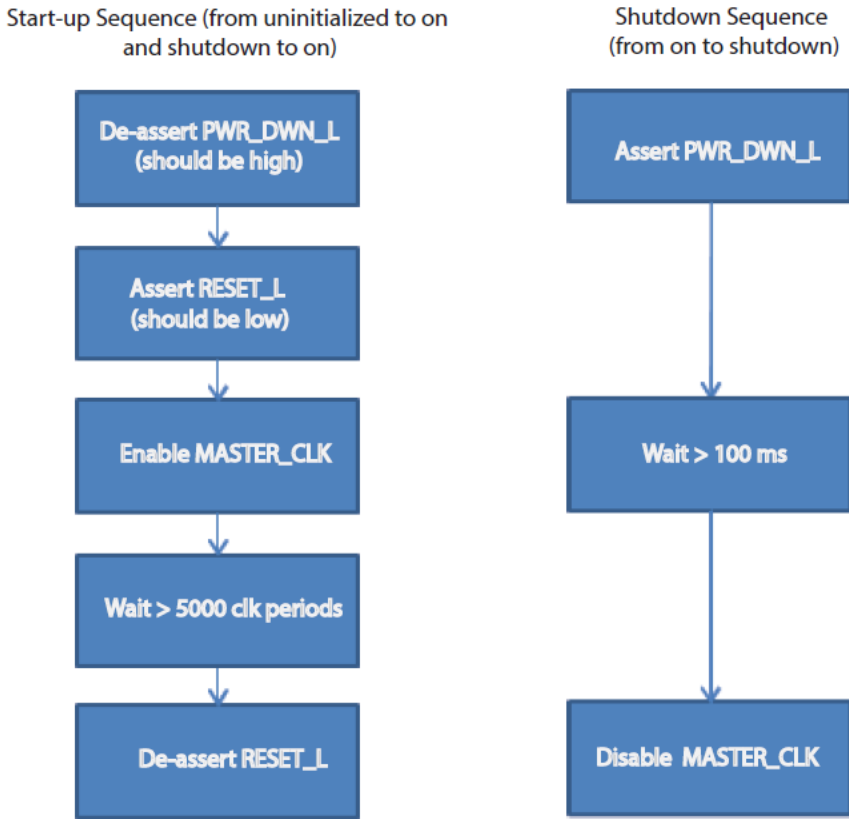 Start-up Sequence (from uninitialized to on
and shutdown to on)
De-assert PWR_DWN_L
(should be high)
Assert RESET_L
(should be low)
Enable MASTER_CLK
Wait > 5000 clk periods
De-assert RESET_L
Shutdown Sequence
(from on to shutdown)
Assert PWR_DWN_L
Wait > 100 ms
Disable MASTER_CLK